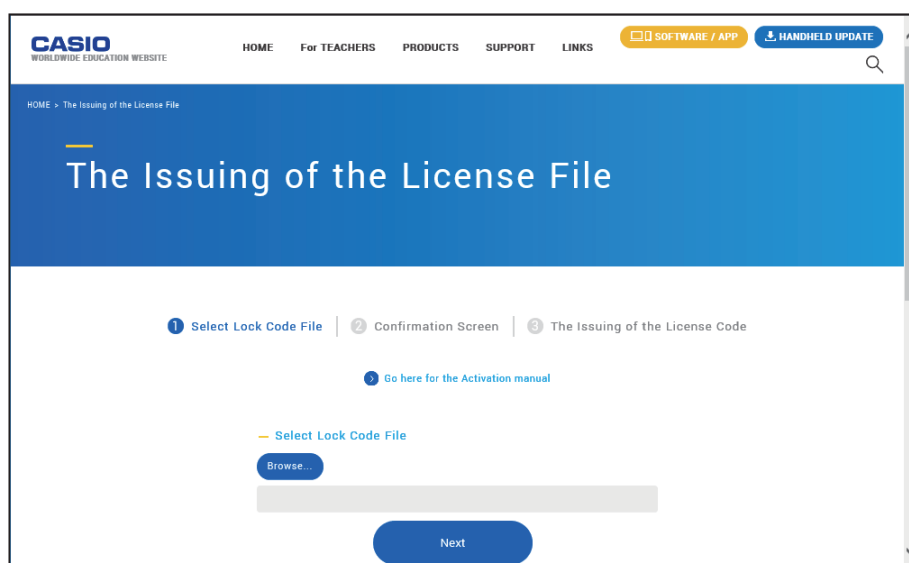 CASIO
WORLDWIDE EDUCATION WEBSITE
HOME For TEACHERS PRODUCTS SUPPORT LINKS
SOFTWARE / APP
HANDHELD UPDATE
HOME > The Issuing of the License File
The Issuing of the License File
1 Select Lock Code File 2 Confirmation Screen 3 The Issuing of the License Code
Go here for the Activation manual
Select Lock Code File
Browse...
Next